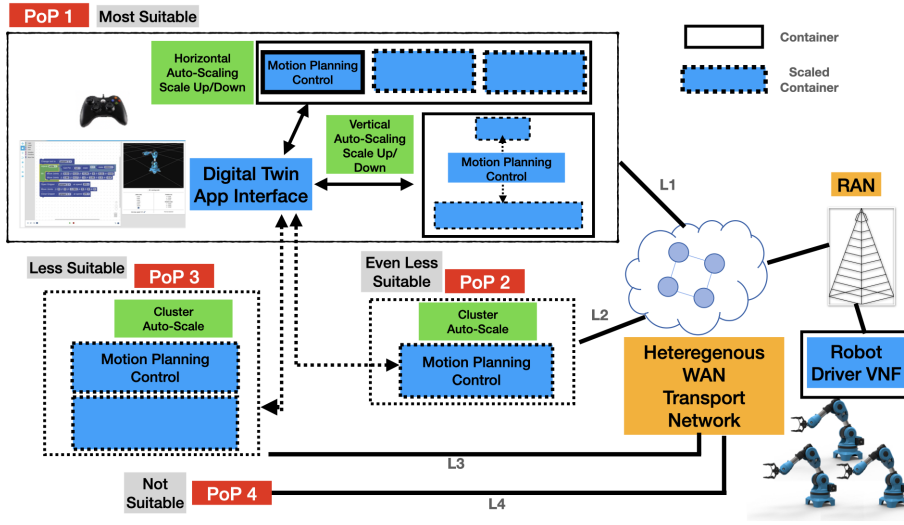 PoP 1
Most Suitable
Horizontal
Auto-Scaling
Scale Up/Down
Motion Planning
Control
Container
Scaled
Container
Vertical
Auto-Scaling
Scale Up/
Down
Motion Planning
Control
Digital Twin
App Interface
L1
RAN
Less Suitable
PoP 3
Even Less
Suitable
PoP 2
Cluster
Auto-Scale
Cluster
Auto-Scale
L2
Motion Planning
Control
Motion Planning
Control
Heteregenous
WAN
Transport
Network
Robot
Driver VNF
L3
Not
Suitable
PoP 4
L4